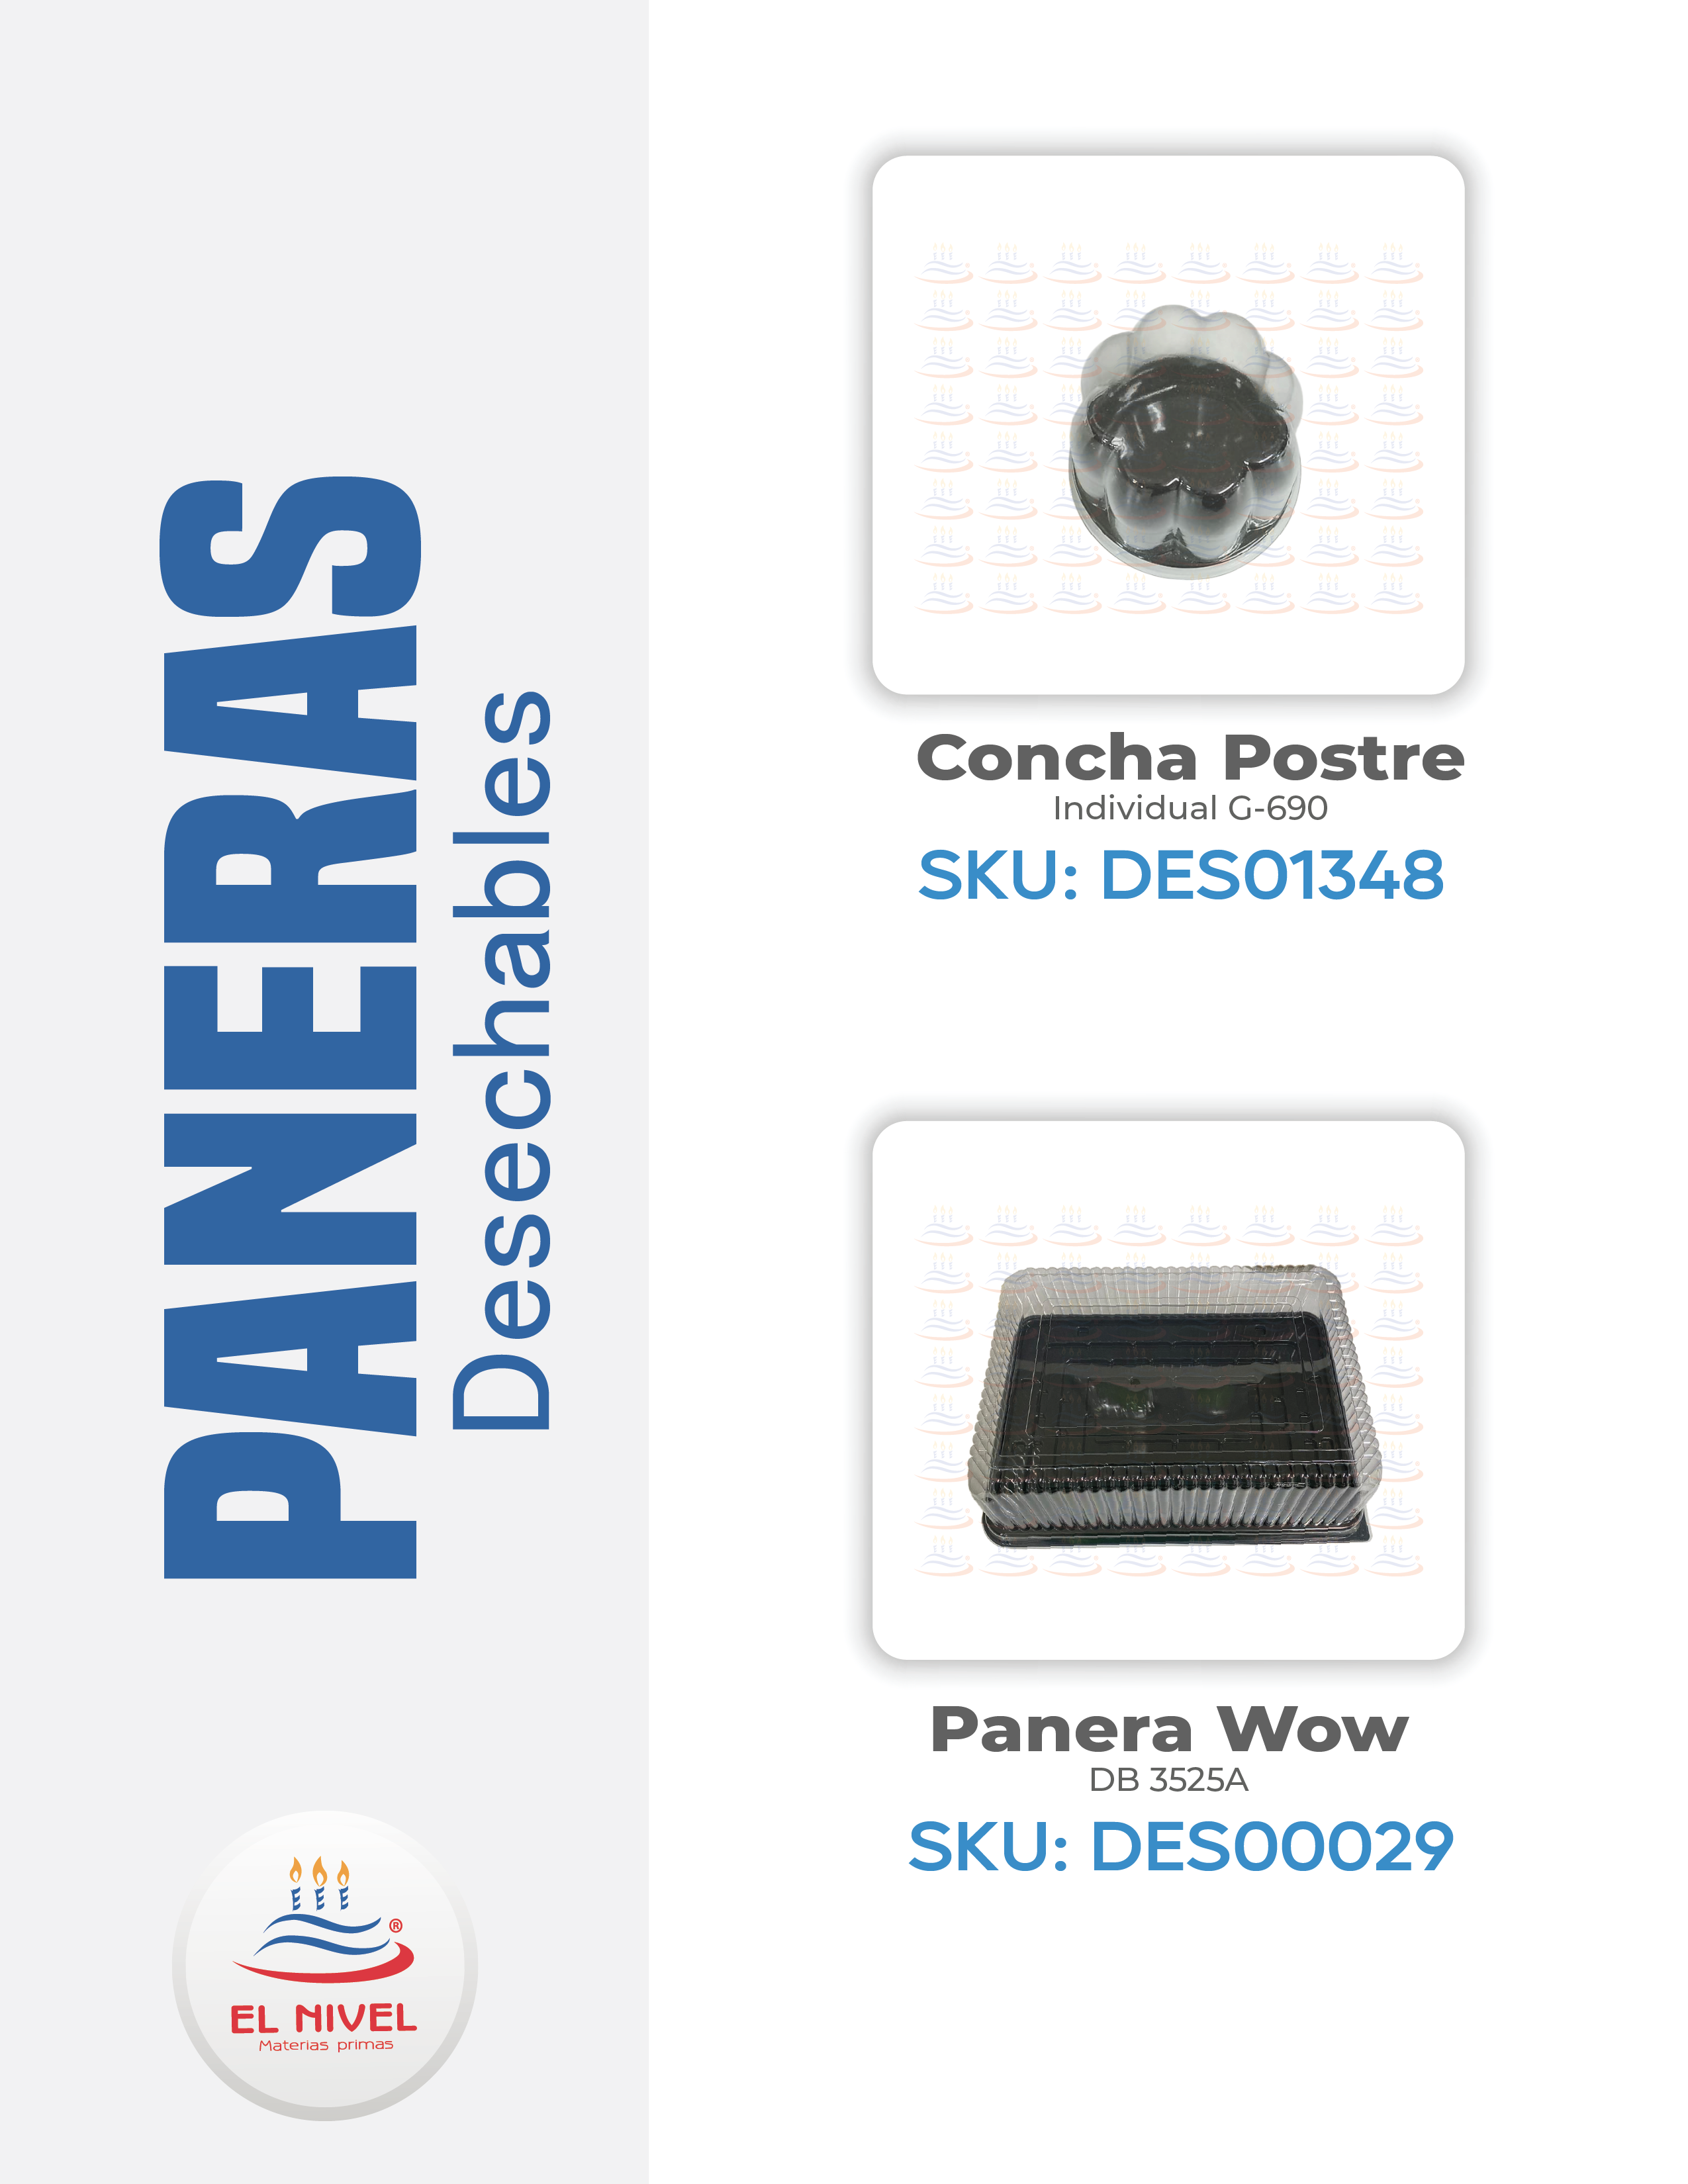 PANERAS
Desechables
Concha Postre
Individual G-690
SKU: DES01348
Panera Wow
DB 3525A
SKU: DES00029
®
EL NIVEL
Materias primas